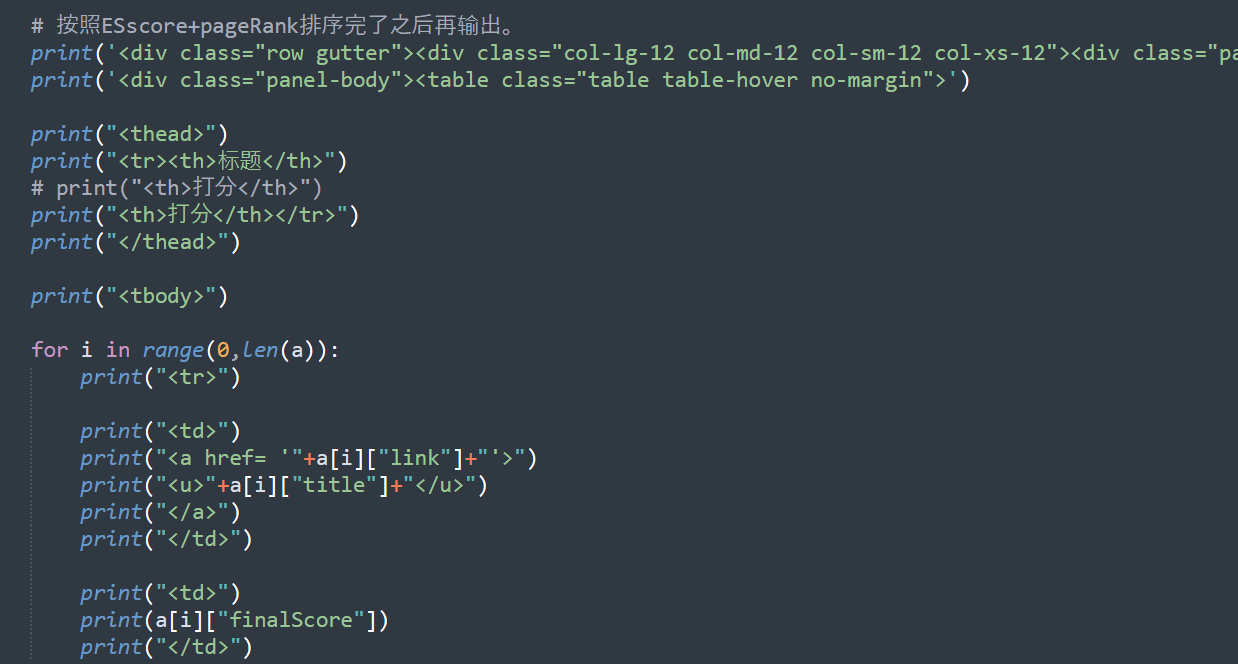 # 按照ESscore+pageRank排序完了之后再输出。
print('<div class="row gutter"><div class="col-lg-12 col-md-12 col-sm-12 col-xs-12"><div class="pa
print('<div class="panel-body"><table class="table table-hover no-margin">')
print("<thead>")
print("<tr><th>标题</th>")
# print("<th>打分</th>")
print("<th>打分</th></tr>")
print("</thead>")
print("<tbody>")
for i in range(0,len(a)):
    print("<tr>")
    print("<td>")
    print("<a href= '"+a[i]["link"]+"'>")
    print("<u>"+a[i]["title"]+"</u>")
    print("</a>")
    print("</td>")
    print("<td>")
    print(a[i]["finalScore"])
    print("</td>")